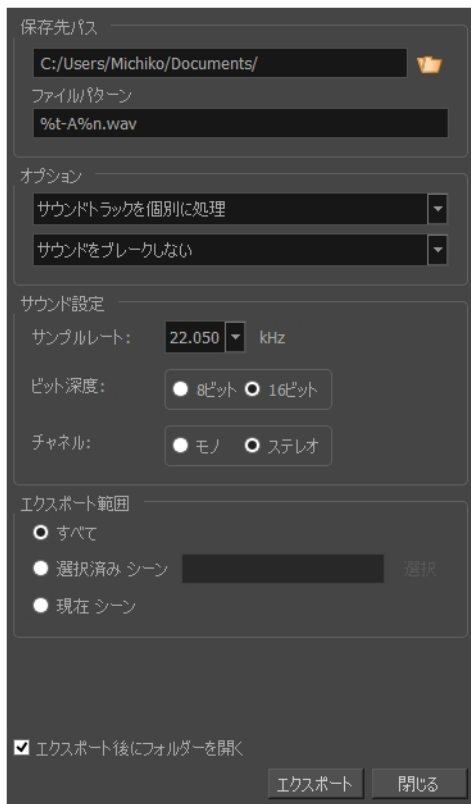 保存先パス
C:/Users/Michiko/Documents/
ファイルパターン
%t-A%n.wav
オプション
サウンドトラックを個別に処理
サウンドをブレークしない
サウンド設定
サンプルレート: 22.050 kHz
ビット深度: 8ビット 16ビット
チャネル: モノ ステレオ
エクスポート範囲
すべて
選択済み シーン 選択
現在 シーン
エクスポート後にフォルダーを開く
エクスポート 閉じる